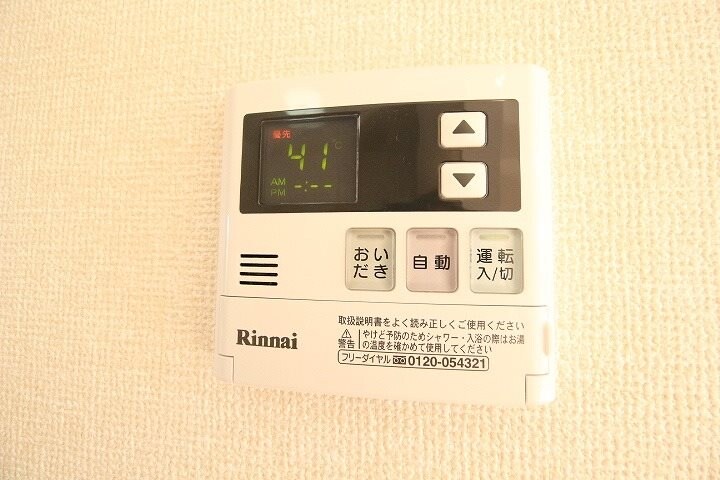 優先
41℃
AM
PM -:--
▲
▼
おい
だき
自動
運転
入/切
Rinnai
取扱説明書をよく読み正しくご使用ください
⚠警告
やけど予防のためシャワー・入浴の際はお湯
の温度を確かめて使用してください
フリーダイヤル 0120-054321